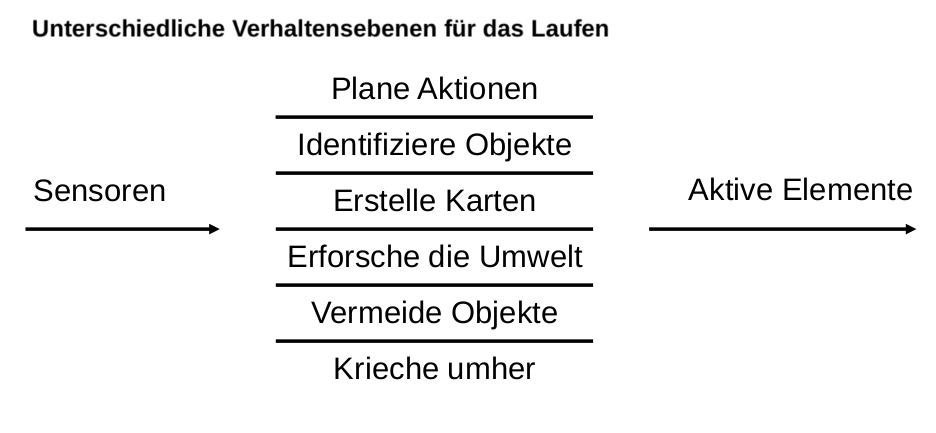 Unterschiedliche Verhaltensebenen für das Laufen
Plane Aktionen
Identifiziere Objekte
Sensoren
Erstelle Karten
Aktive Elemente
Erforsche die Umwelt
Vermeide Objekte
Krieche umher